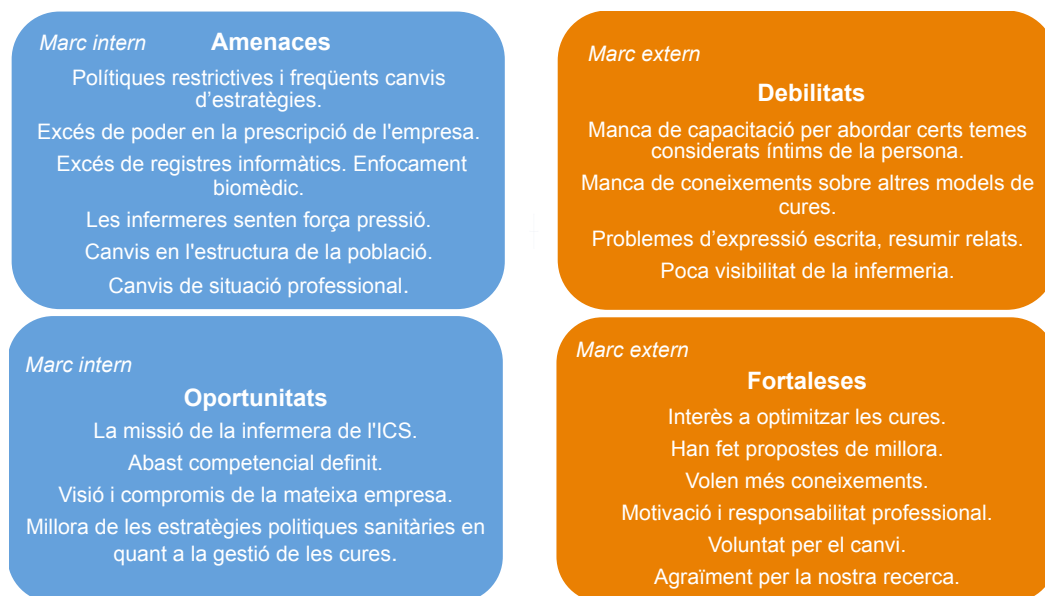 Marc intern Amenaces
Polítiques restrictives i freqüents canvis
d'estratègies.
Excés de poder en la prescripció de l'empresa.
Excés de registres informàtics. Enfocament
biomèdic.
Les infermeres senten força pressió.
Canvis en l'estructura de la població.
Canvis de situació professional.
Marc extern
Debilitats
Manca de capacitació per abordar certs temes
considerats íntims de la persona.
Manca de coneixements sobre altres models de
cures.
Problemes d'expressió escrita, resumir relats.
Poca visibilitat de la infermeria.
Marc intern
Oportunitats
La missió de la infermera de l'ICS.
Abast competencial definit.
Visió i compromis de la mateixa empresa.
Millora de les estratègies politiques sanitàries en
quant a la gestió de les cures.
Marc extern
Fortaleses
Interès a optimitzar les cures.
Han fet propostes de millora.
Volen més coneixements.
Motivació i responsabilitat professional.
Voluntat per el canvi.
Agraïment per la nostra recerca.